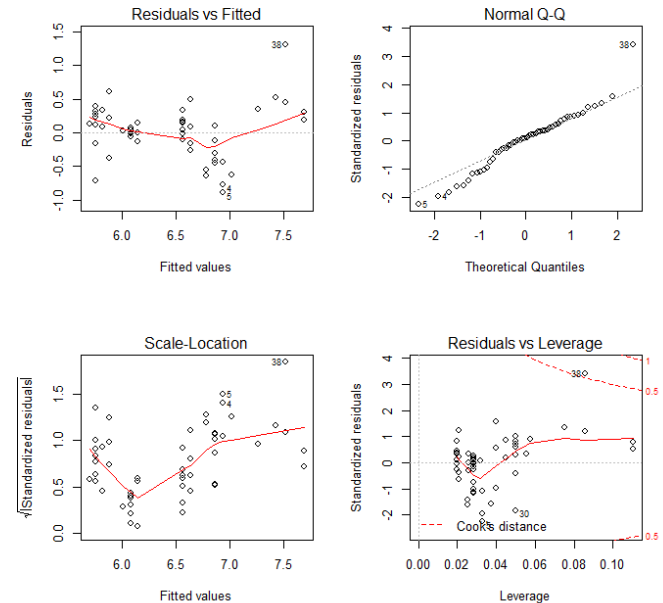 Residuals vs Fitted
Residuals
1.5
1.0
0.5
0.0
-0.5
-1.0
38
4
5
6.0 6.5 7.0 7.5
Fitted values
Normal Q-Q
Standardized residuals
4
3
2
1
0
-1
-2
38
5 4
-2 -1 0 1 2
Theoretical Quantiles
Scale-Location
√|Standardized residuals|
1.5
1.0
0.5
0.0
38
5
4
6.0 6.5 7.0 7.5
Fitted values
Residuals vs Leverage
Standardized residuals
4
3
2
1
0
-1
-2
38
30
5
Cook's distance
1
0.5
0.5
0.00 0.02 0.04 0.06 0.08 0.10
Leverage